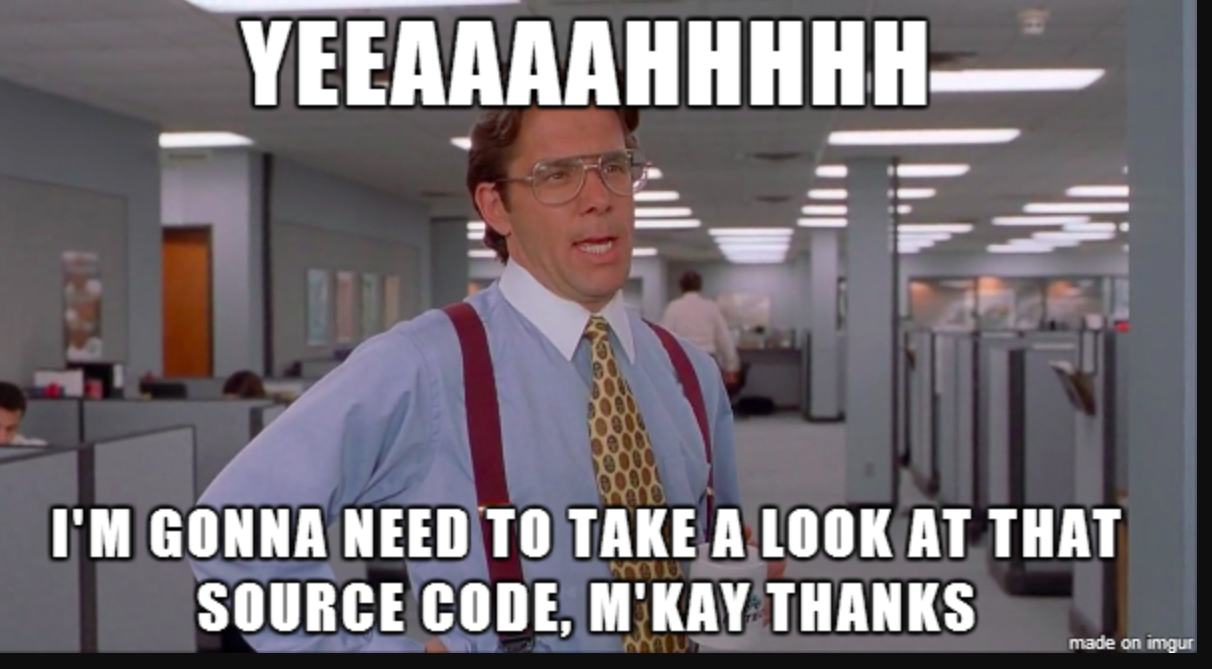 YEEAAAAHHHHH
I'M GONNA NEED TO TAKE A LOOK AT THAT
SOURCE CODE, M'KAY THANKS
made on imgur